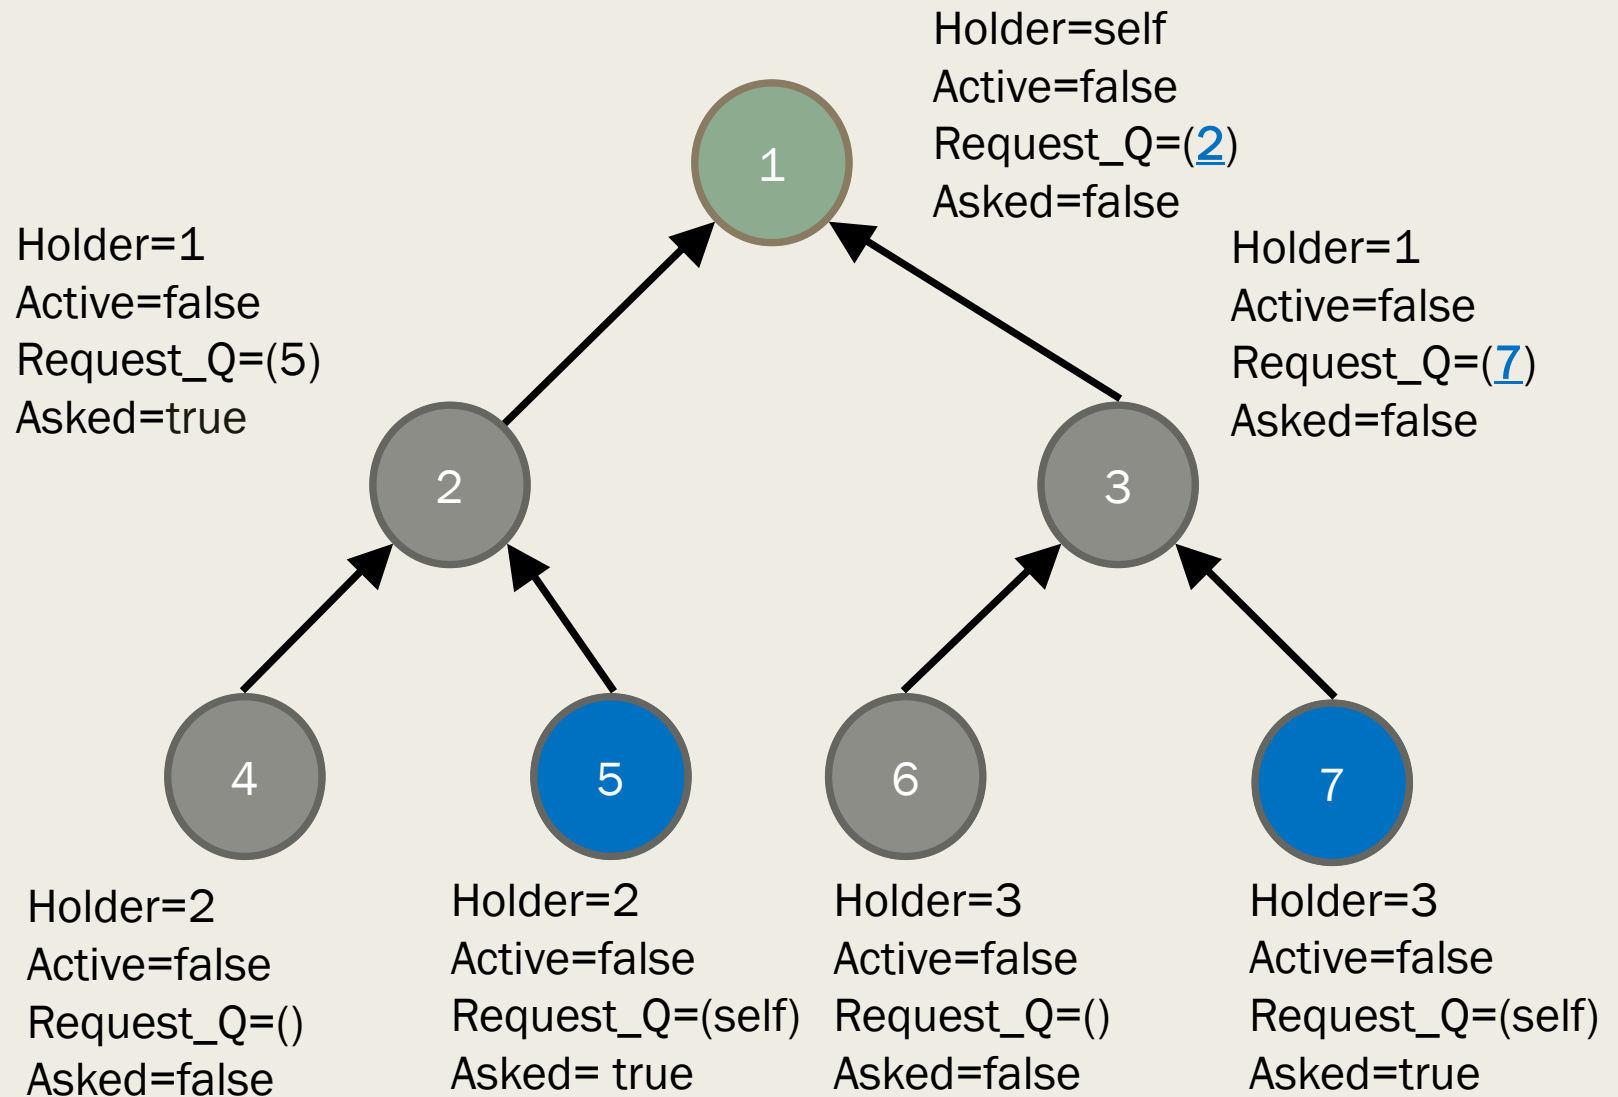 Holder=self
Active=false
Request_Q=(2)
Asked=false
1
Holder=1
Active=false
Request_Q=(5)
Asked=true
Holder=1
Active=false
Request_Q=(7)
Asked=false
2
3
4
5
6
7
Holder=2
Active=false
Request_Q=()
Asked=false
Holder=2
Active=false
Request_Q=(self)
Asked= true
Holder=3
Active=false
Request_Q=()
Asked=false
Holder=3
Active=false
Request_Q=(self)
Asked=true